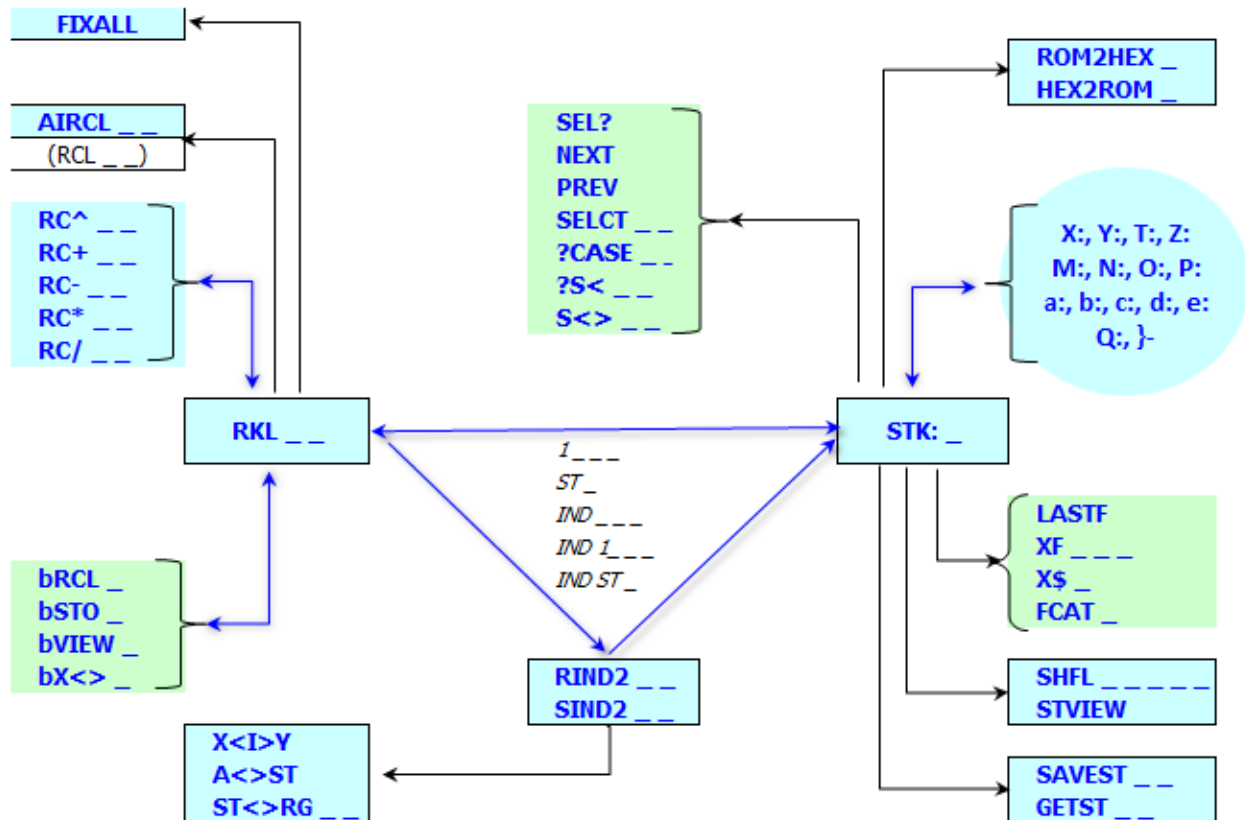 FIXALL
AIRCL _ _
(RCL _ _)
RC^ _ _
RC+ _ _
RC- _ _
RC* _ _
RC/ _ _
RKL _ _
bRCL _
bSTO _
bVIEW _
bX<> _
SEL?
NEXT
PREV
SELCT _ _
?CASE _ _
?S< _ _
S<> _ _
1 _ _ _
ST _
IND _ _ _
IND 1_ _ _
IND ST _
RIND2 _ _
SIND2 _ _
X<I>Y
A<>ST
ST<>RG _ _
ROM2HEX _
HEX2ROM _
X:, Y:, T:, Z:
M:, N:, O:, P:
a:, b:, c:, d:, e:
Q:, }-
STK: _
LASTF
XF _ _ _
X$ _
FCAT _
SHFL _ _ _ _ _
STVIEW
SAVEST _ _
GETST _ _